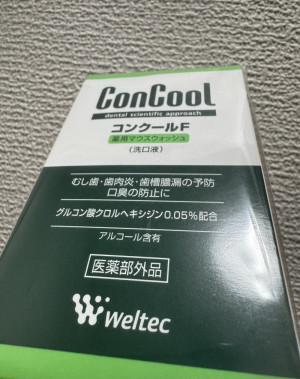 ConCool
dental scientific approach
コンクールF
薬用マウスウォッシュ
(洗口液)
むし歯・歯肉炎・歯槽膿漏の予防
口臭の防止に
グルコン酸クロルヘキシジン0.05%配合
アルコール含有
医薬部外品
Weltec